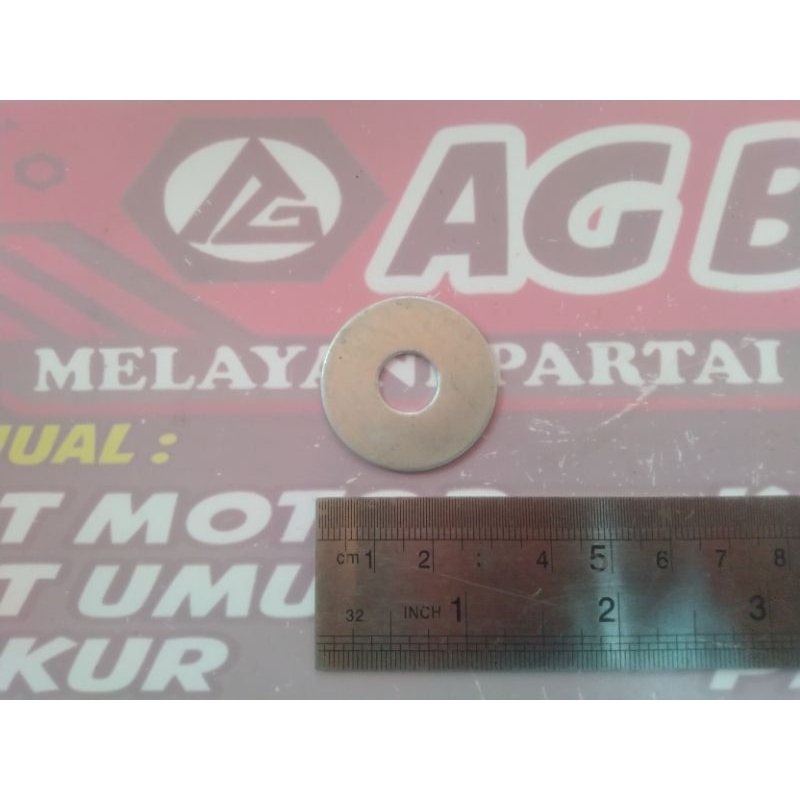 AG B
MELAYANI PARTAI
JUAL :
T MOTOR
T UMU
KUR
cm 1 2 : 4 5 6 7 8
32 INCH 1 2 3